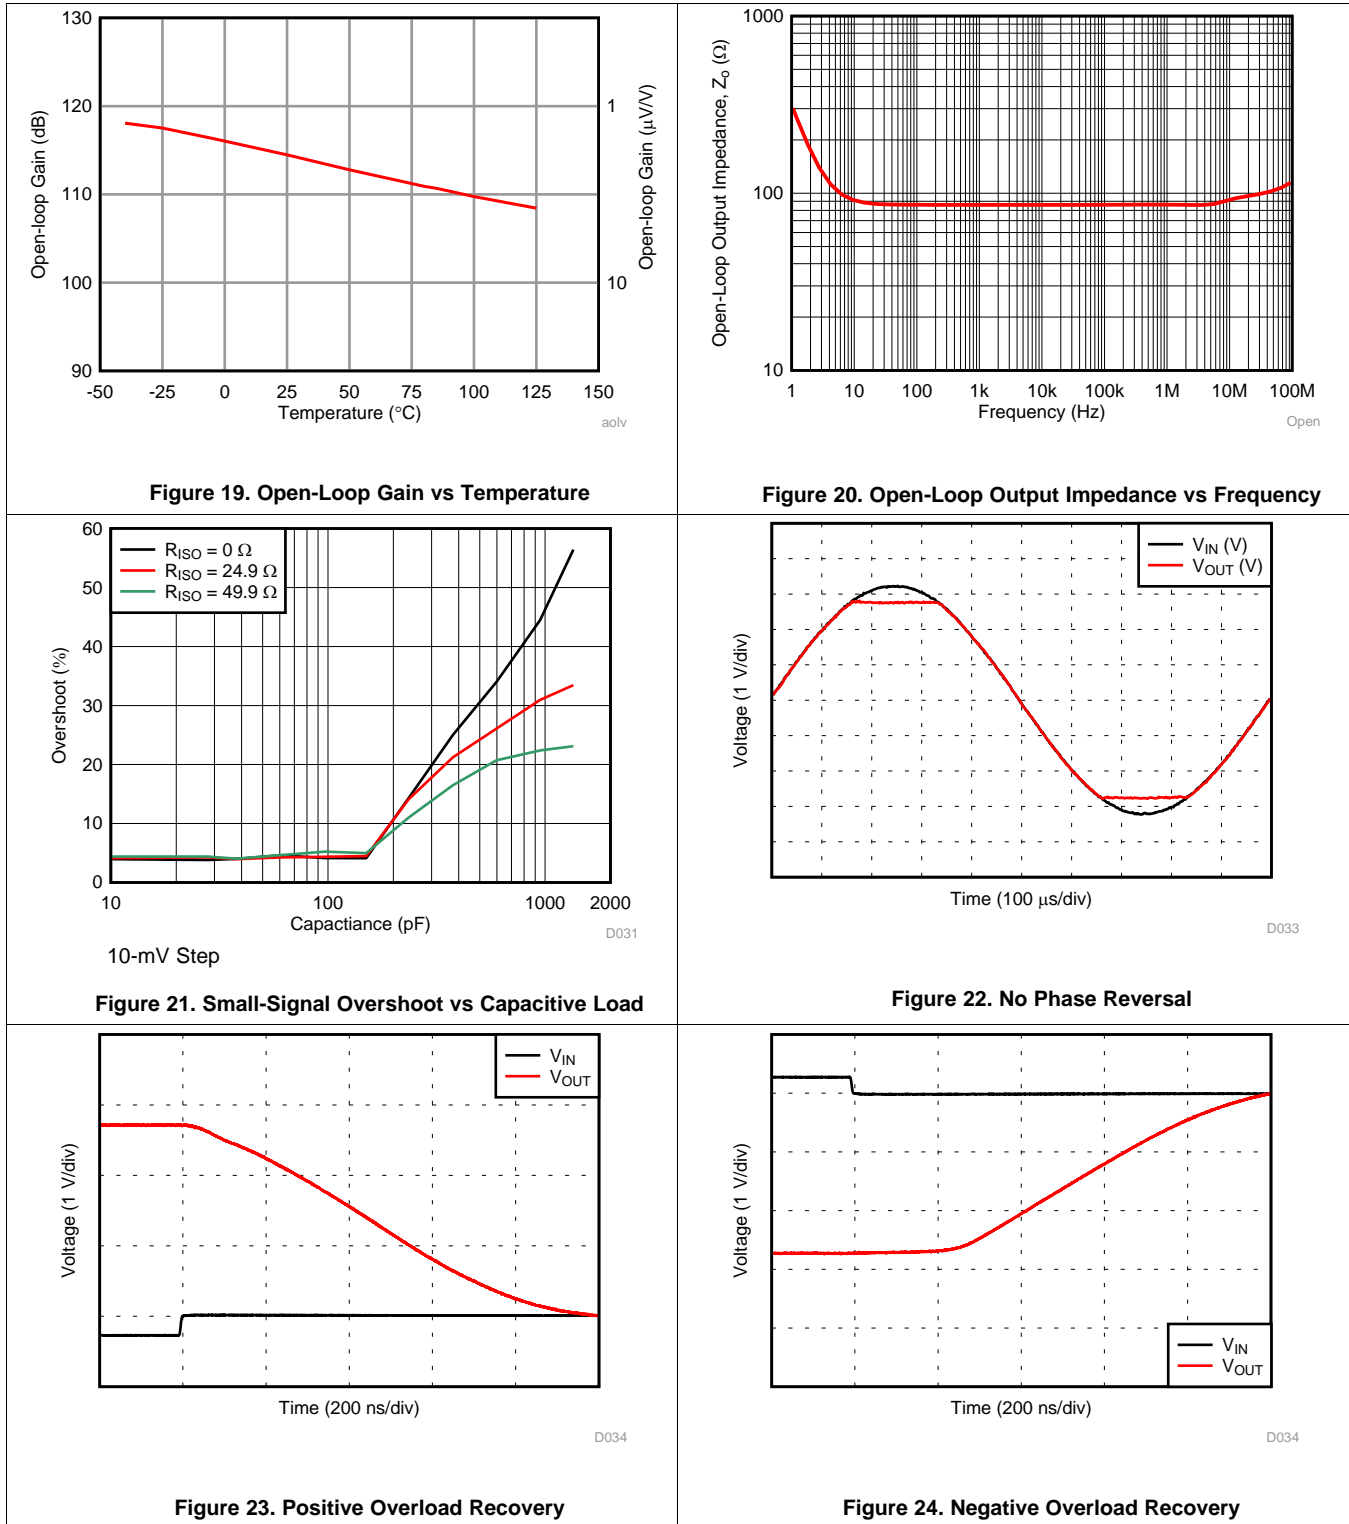 130
120
110
100
90
Open-loop Gain (dB)
1
10
Open-loop Gain (µV/V)
-50 -25 0 25 50 75 100 125 150
Temperature (°C)
aolv
Figure 19. Open-Loop Gain vs Temperature
1000
100
10
Open-Loop Output Impedance, Zo (Ω)
1 10 100 1k 10k 100k 1M 10M 100M
Frequency (Hz)
Open
Figure 20. Open-Loop Output Impedance vs Frequency
60
50
40
30
20
10
0
Overshoot (%)
RISO = 0 Ω
RISO = 24.9 Ω
RISO = 49.9 Ω
10 100 1000 2000
Capactiance (pF)
D031
10-mV Step
Figure 21. Small-Signal Overshoot vs Capacitive Load
VIN (V)
VOUT (V)
Voltage (1 V/div)
Time (100 µs/div)
D033
Figure 22. No Phase Reversal
VIN
VOUT
Voltage (1 V/div)
Time (200 ns/div)
D034
Figure 23. Positive Overload Recovery
Voltage (1 V/div)
VIN
VOUT
Time (200 ns/div)
D034
Figure 24. Negative Overload Recovery